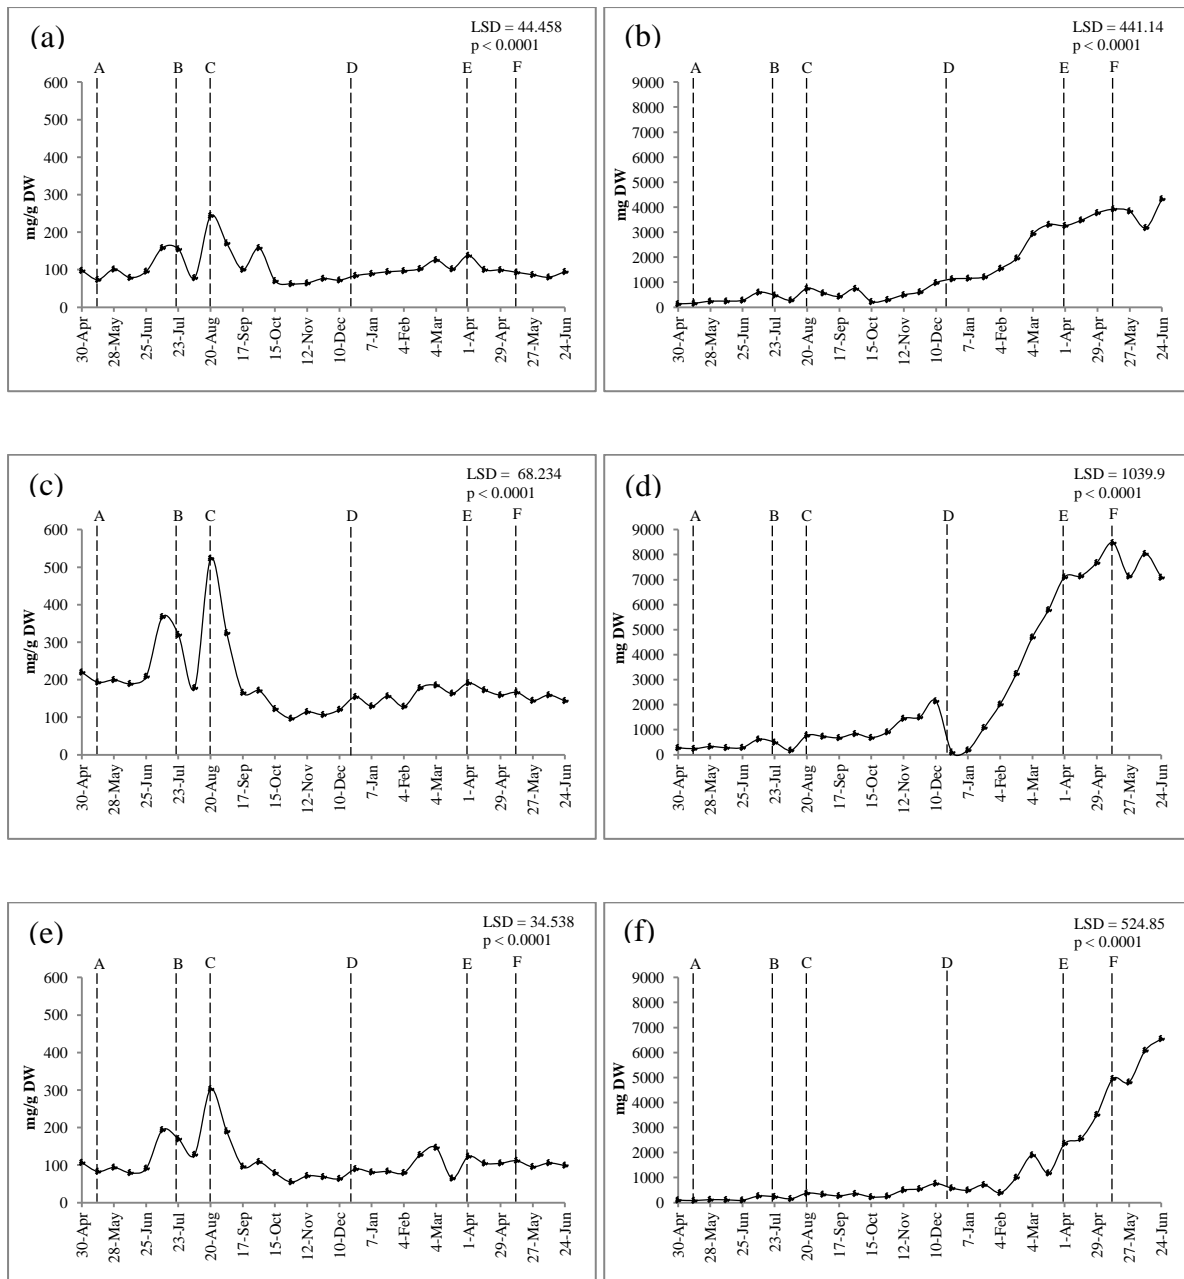 (a)
LSD = 44.458
p < 0.0001
A B C D E F
600
500
400
300
200
100
0
mg/g DW
30-Apr
28-May
25-Jun
23-Jul
20-Aug
17-Sep
15-Oct
12-Nov
10-Dec
7-Jan
4-Feb
4-Mar
1-Apr
29-Apr
27-May
24-Jun
(b)
LSD = 441.14
p < 0.0001
A B C D E F
9000
8000
7000
6000
5000
4000
3000
2000
1000
0
mg DW
30-Apr
28-May
25-Jun
23-Jul
20-Aug
17-Sep
15-Oct
12-Nov
10-Dec
7-Jan
4-Feb
4-Mar
1-Apr
29-Apr
27-May
24-Jun
(c)
LSD = 68.234
p < 0.0001
A B C D E F
600
500
400
300
200
100
0
mg/g DW
30-Apr
28-May
25-Jun
23-Jul
20-Aug
17-Sep
15-Oct
12-Nov
10-Dec
7-Jan
4-Feb
4-Mar
1-Apr
29-Apr
27-May
24-Jun
(d)
LSD = 1039.9
p < 0.0001
A B C D E F
9000
8000
7000
6000
5000
4000
3000
2000
1000
0
mg DW
30-Apr
28-May
25-Jun
23-Jul
20-Aug
17-Sep
15-Oct
12-Nov
10-Dec
7-Jan
4-Feb
4-Mar
1-Apr
29-Apr
27-May
24-Jun
(e)
LSD = 34.538
p < 0.0001
A B C D E F
600
500
400
300
200
100
0
mg/g DW
30-Apr
28-May
25-Jun
23-Jul
20-Aug
17-Sep
15-Oct
12-Nov
10-Dec
7-Jan
4-Feb
4-Mar
1-Apr
29-Apr
27-May
24-Jun
(f)
LSD = 524.85
p < 0.0001
A B C D E F
9000
8000
7000
6000
5000
4000
3000
2000
1000
0
mg DW
30-Apr
28-May
25-Jun
23-Jul
20-Aug
17-Sep
15-Oct
12-Nov
10-Dec
7-Jan
4-Feb
4-Mar
1-Apr
29-Apr
27-May
24-Jun